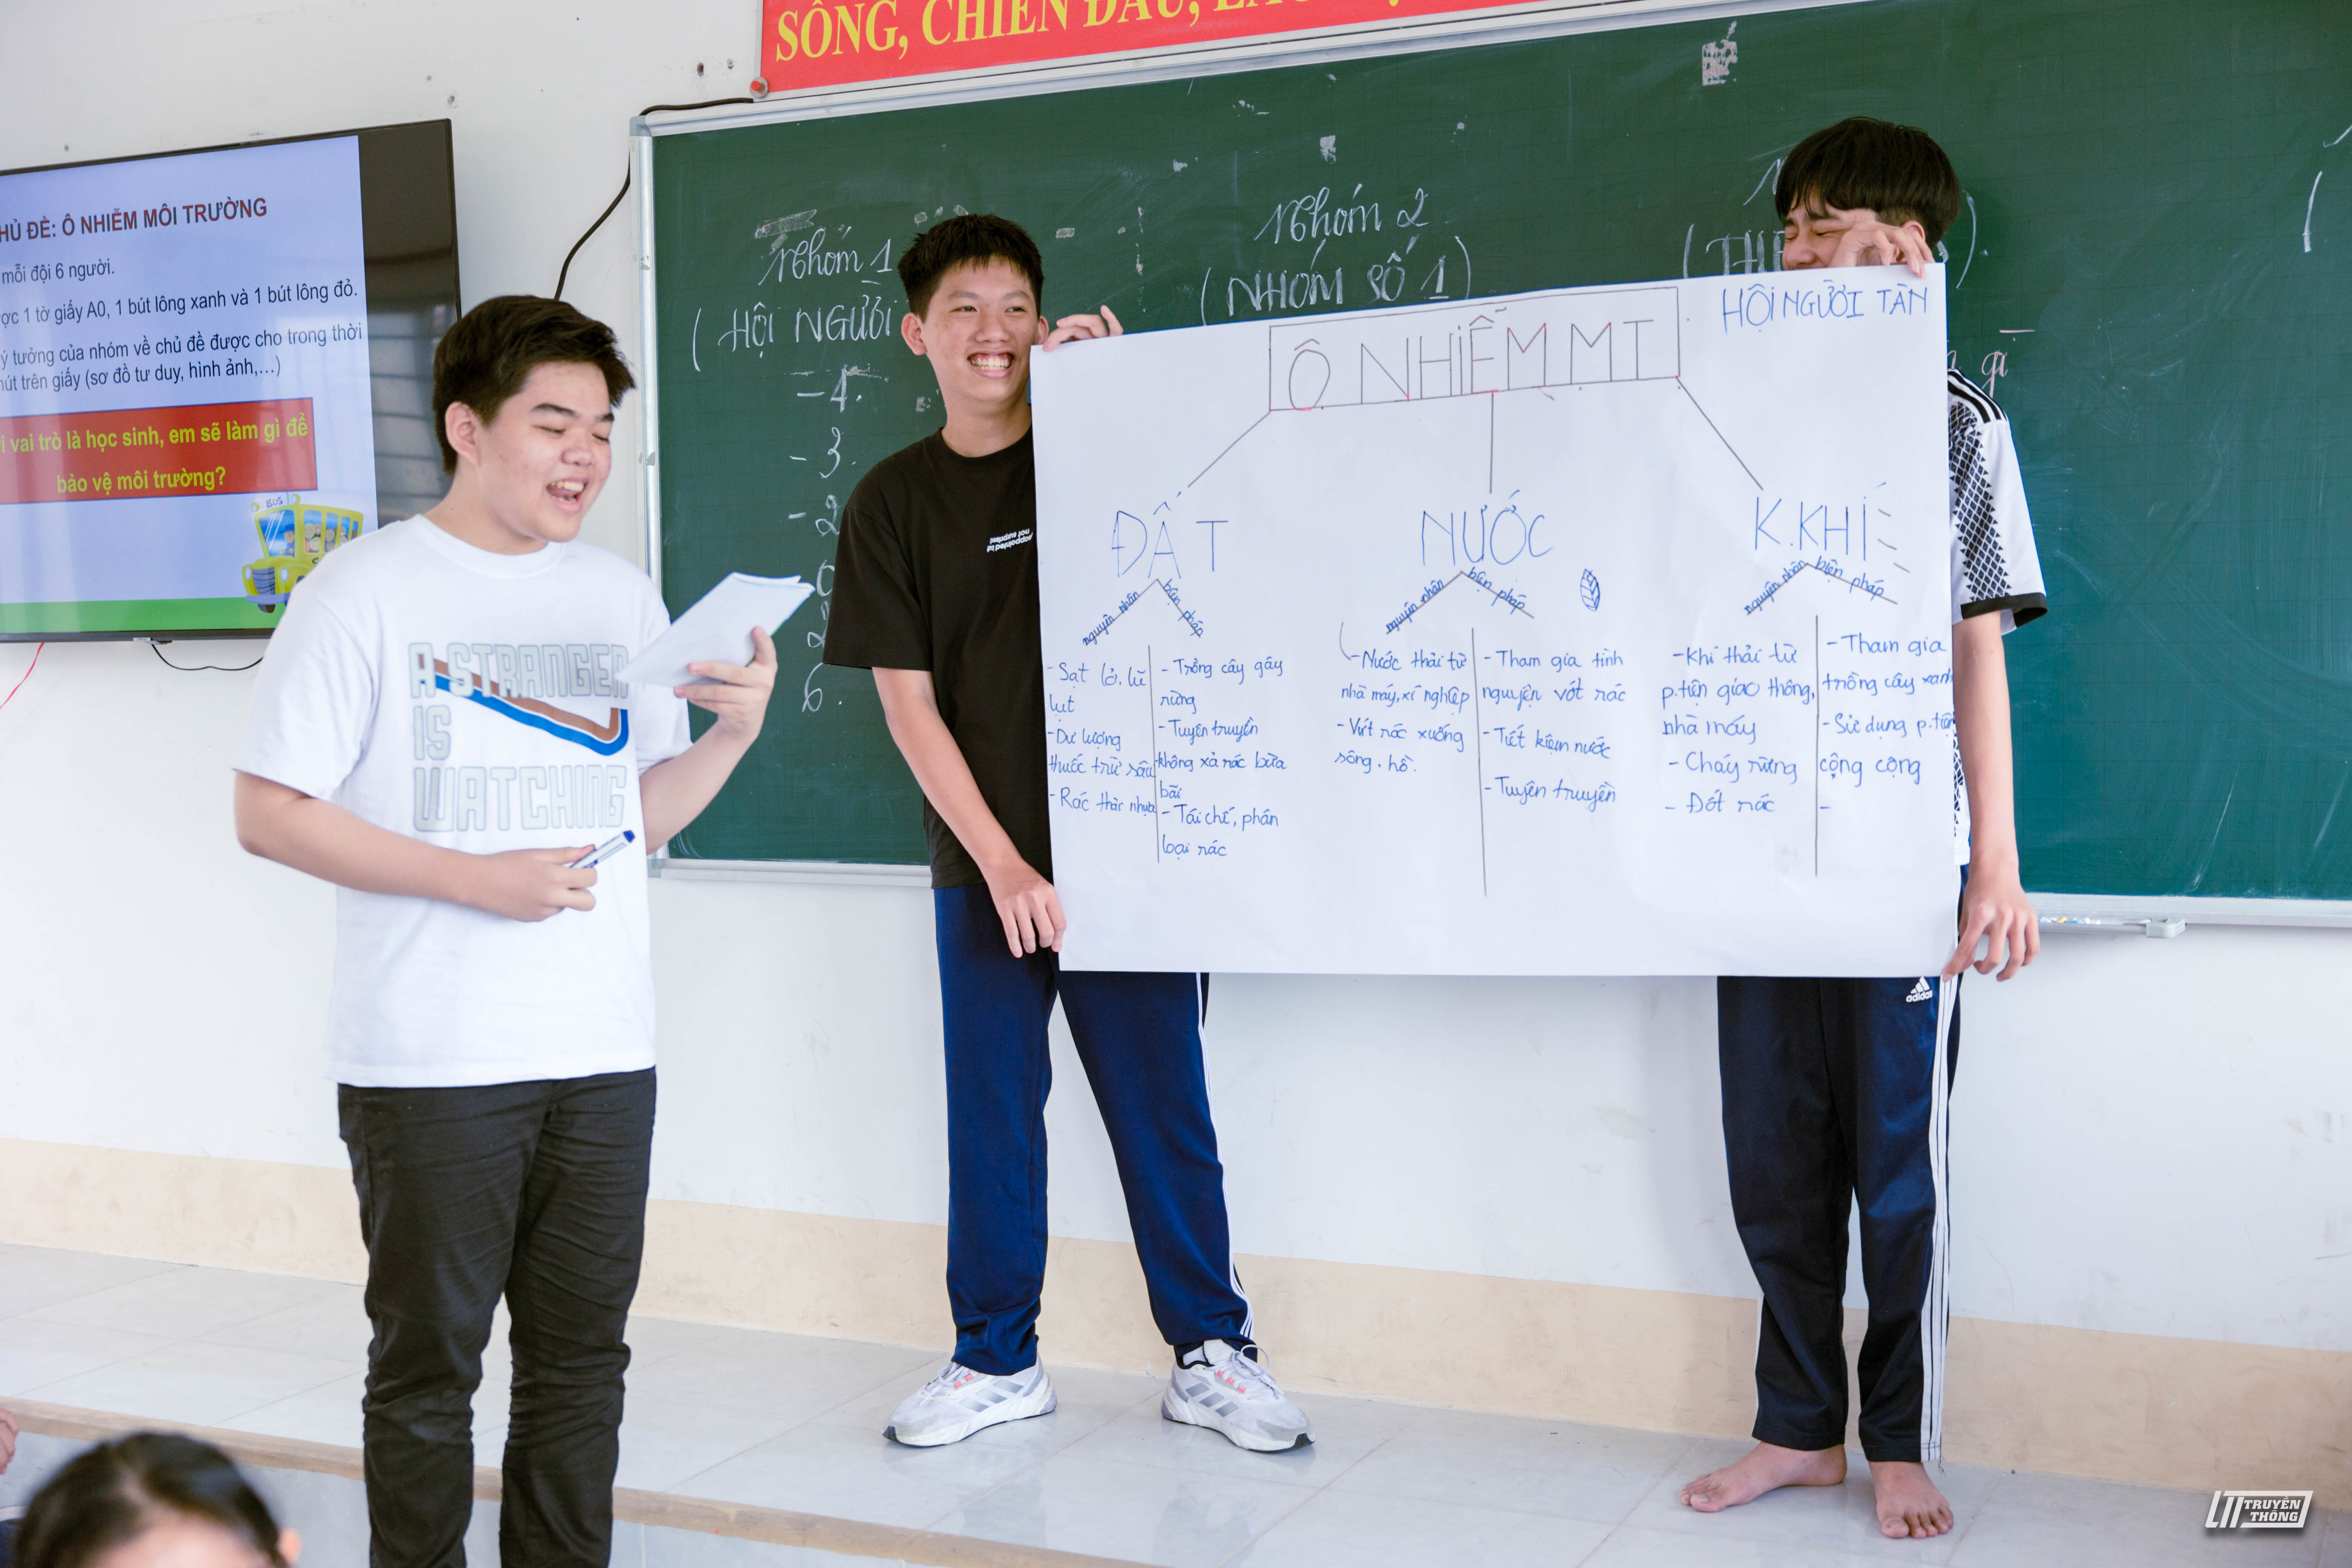 SỐNG, CHIẾN ĐẤU,
HỦ ĐỀ: Ô NHIỄM MÔI TRƯỜNG
mỗi đội 6 người.
ợc 1 tờ giấy A0, 1 bút lông xanh và 1 bút lông đỏ.
ý tưởng của nhóm về chủ đề được cho trong thời
hút trên giấy (sơ đồ tư duy, hình ảnh,...)
i vai trò là học sinh, em sẽ làm gì để
bảo vệ môi trường?
BUS
Nhóm 1
(HỘI NGƯỜI
- 4.
- 3.
- 2
6
Nhóm 2
(NHÓM SỐ 1)
gì
A STRANGER
IS
WATCHING
HỘI NGƯỜI TÀN
Ô NHIỄM MT
ĐẤT
nguyên nhân
biện pháp
- Sạt lở, lũ
lụt
- Dư lượng
thuốc trừ sâu
- Rác thải nhựa
- Trồng cây gây
rừng
- Tuyên truyền
không xả rác bừa
bãi
- Tái chế, phân
loại rác
NƯỚC
nguyên nhân
biện pháp
- Nước thải từ
nhà máy, xí nghiệp
- Vứt rác xuống
sông, hồ.
- Tham gia tình
nguyện vớt rác
- Tiết kiệm nước
- Tuyên truyền
K.KHÍ
nguyên nhân
biện pháp
- Khí thải từ
p.tiện giao thông,
nhà máy
- Cháy rừng
- Đốt rác
- Tham gia
trồng cây xanh
- Sử dụng p.tiện
công cộng
-
adidas
TRUYỀN
THÔNG